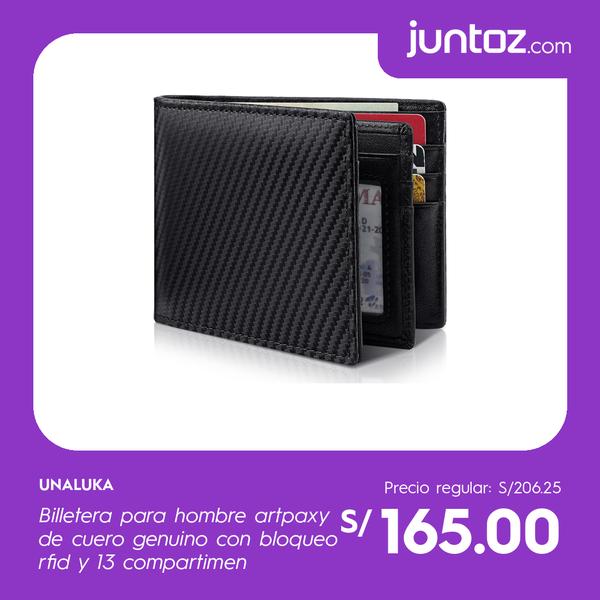 juntoz.com
UNALUKA
Billetera para hombre artpaxy
de cuero genuino con bloqueo
rfid y 13 compartimen
Precio regular: S/206.25
S/165.00